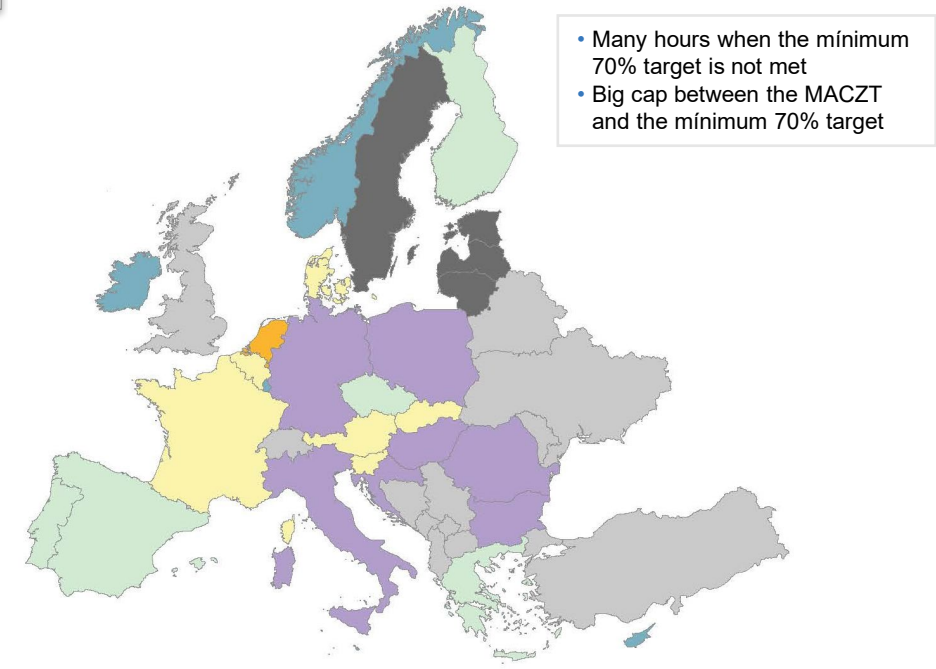 • Many hours when the mínimum
70% target is not met
• Big cap between the MACZT
and the mínimum 70% target